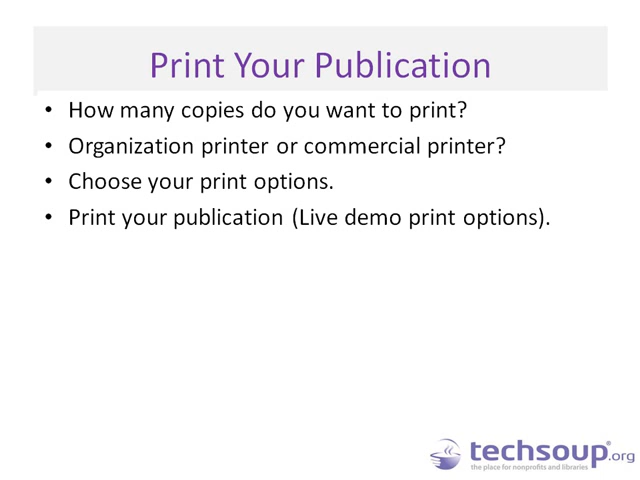 Print Your Publication
• How many copies do you want to print?
• Organization printer or commercial printer?
• Choose your print options.
• Print your publication (Live demo print options).
techsoup®.org
the place for nonprofits and libraries